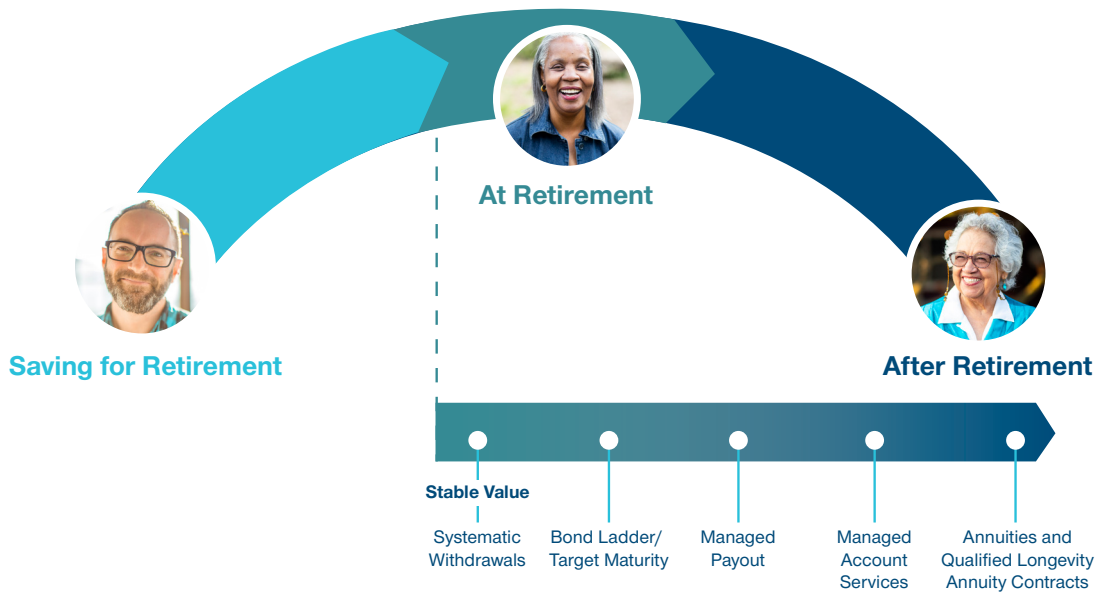 At Retirement
Saving for Retirement
After Retirement
Stable Value
Systematic
Withdrawals
Bond Ladder/
Target Maturity
Managed
Payout
Managed
Account
Services
Annuities and
Qualified Longevity
Annuity Contracts